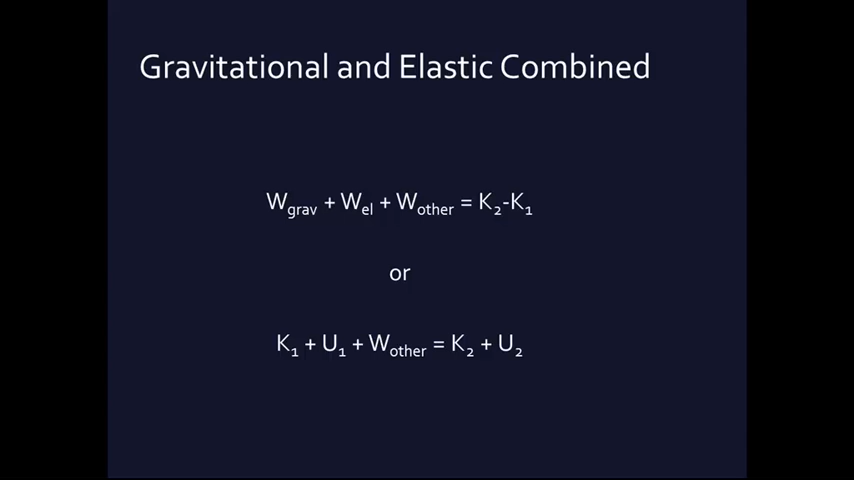 Gravitational and Elastic Combined
W_grav + W_el + W_other = K₂-K₁
or
K₁ + U₁ + W_other = K₂ + U₂